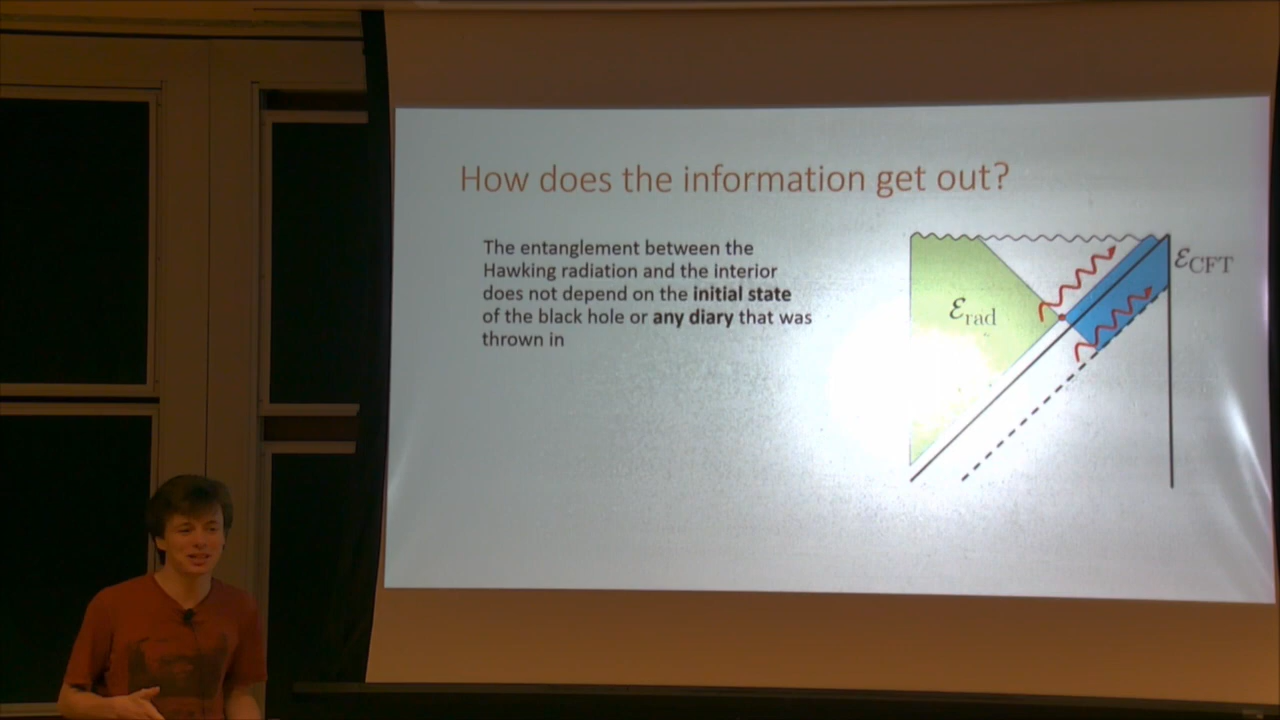 How does the information get out?
The entanglement between the
Hawking radiation and the interior
does not depend on the initial state
of the black hole or any diary that was
thrown in
ℰrad
ℰCFT